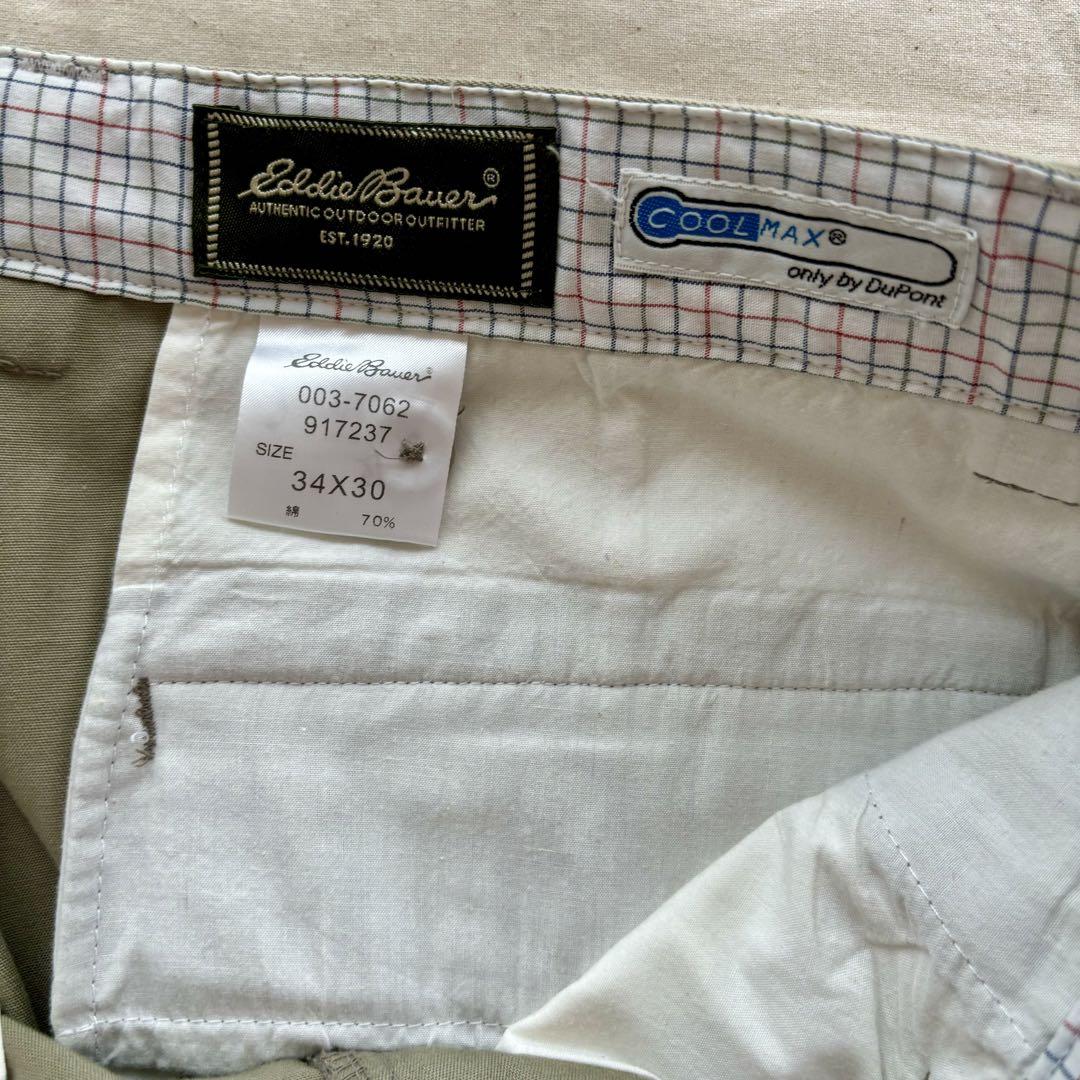 Eddie Bauer®
AUTHENTIC OUTDOOR OUTFITTER
EST. 1920
COOLMAX®
only by DuPont
Eddie Bauer®
003-7062
917237
SIZE
34X30
綿 70%